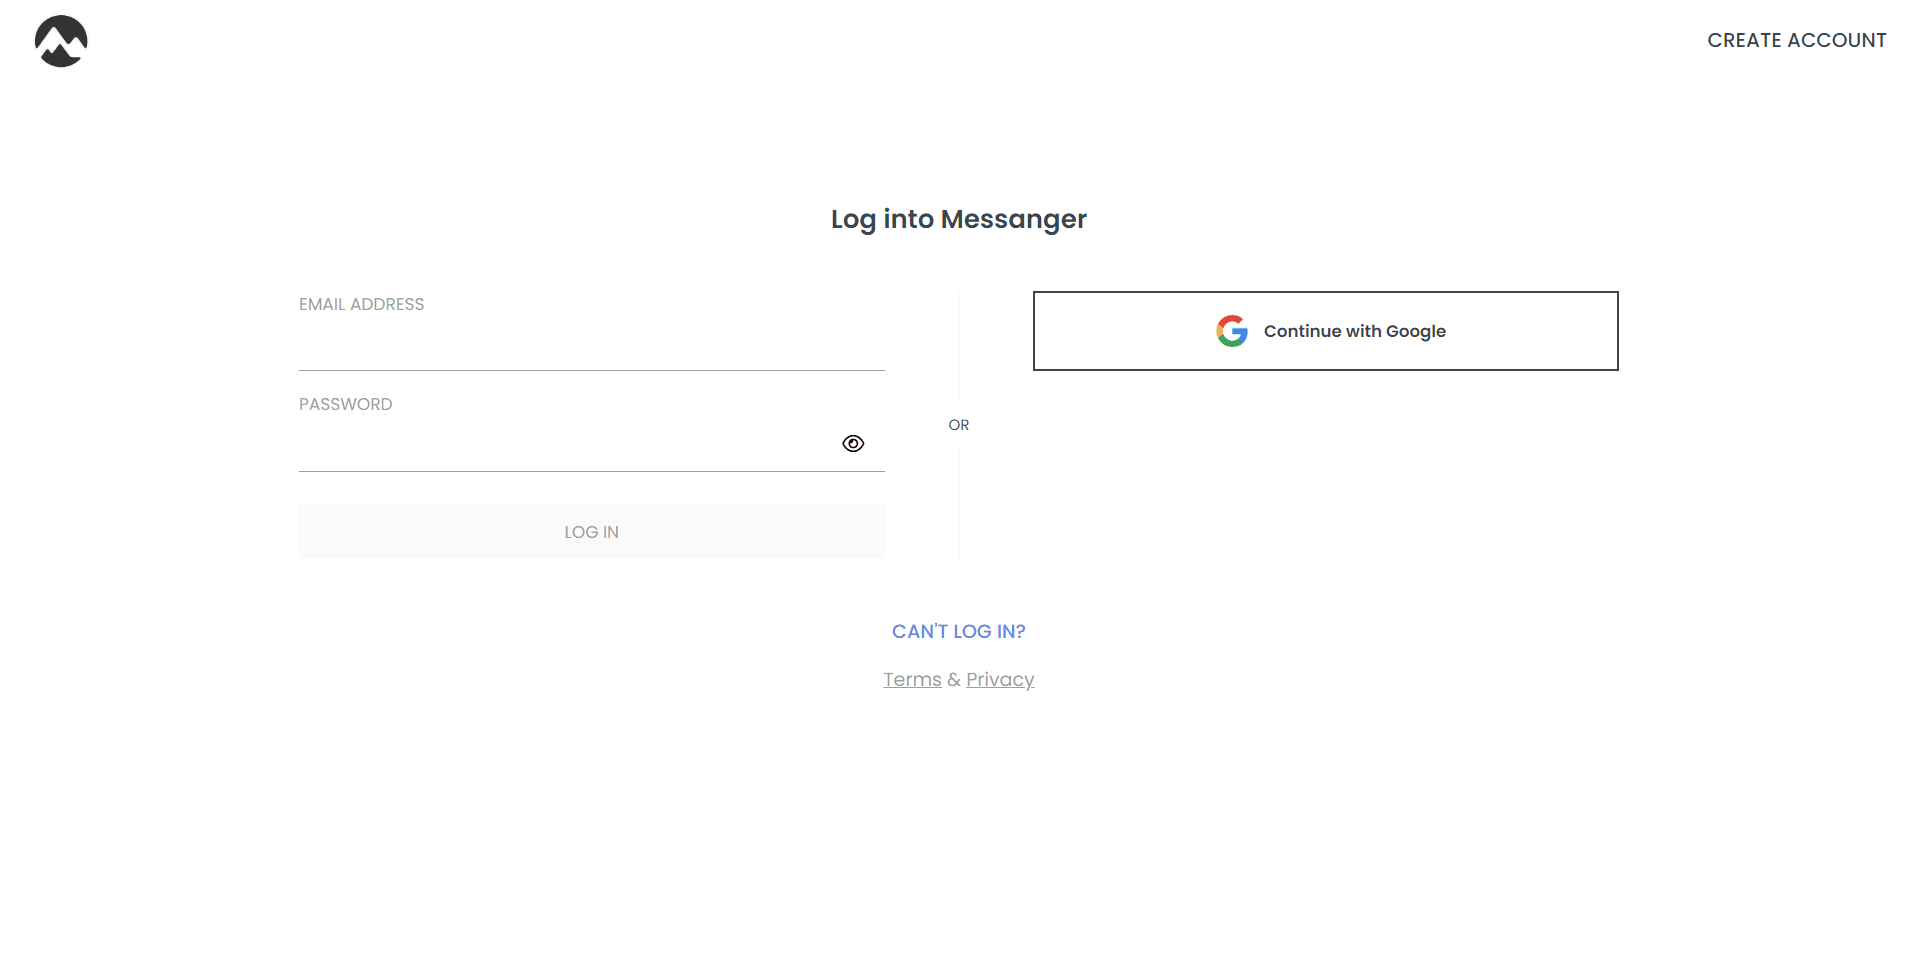 CREATE ACCOUNT
Log into Messanger
EMAIL ADDRESS
Continue with Google
PASSWORD
OR
LOG IN
CAN'T LOG IN?
Terms & Privacy